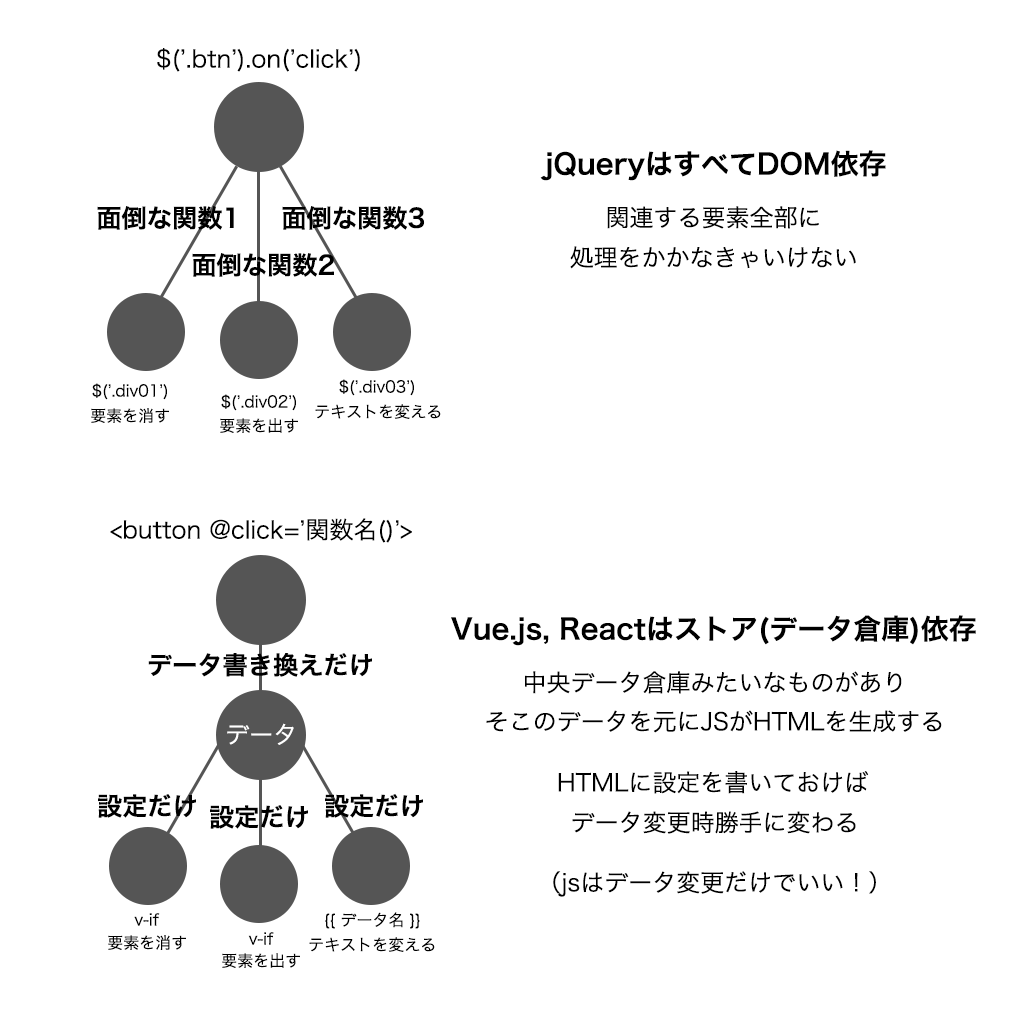 $('.btn').on('click')
面倒な関数1
面倒な関数3
面倒な関数2
$('.div01')
要素を消す
$('.div02')
要素を出す
$('.div03')
テキストを変える
jQueryはすべてDOM依存
関連する要素全部に
処理をかかなきゃいけない
<button @click='関数名()'>
データ書き換えだけ
データ
設定だけ
設定だけ
設定だけ
v-if
要素を消す
v-if
要素を出す
{{ データ名 }}
テキストを変える
Vue.js, Reactはストア(データ倉庫)依存
中央データ倉庫みたいなものがあり
そこのデータを元にJSがHTMLを生成する
HTMLに設定を書いておけば
データ変更時勝手に変わる
（jsはデータ変更だけでいい！）